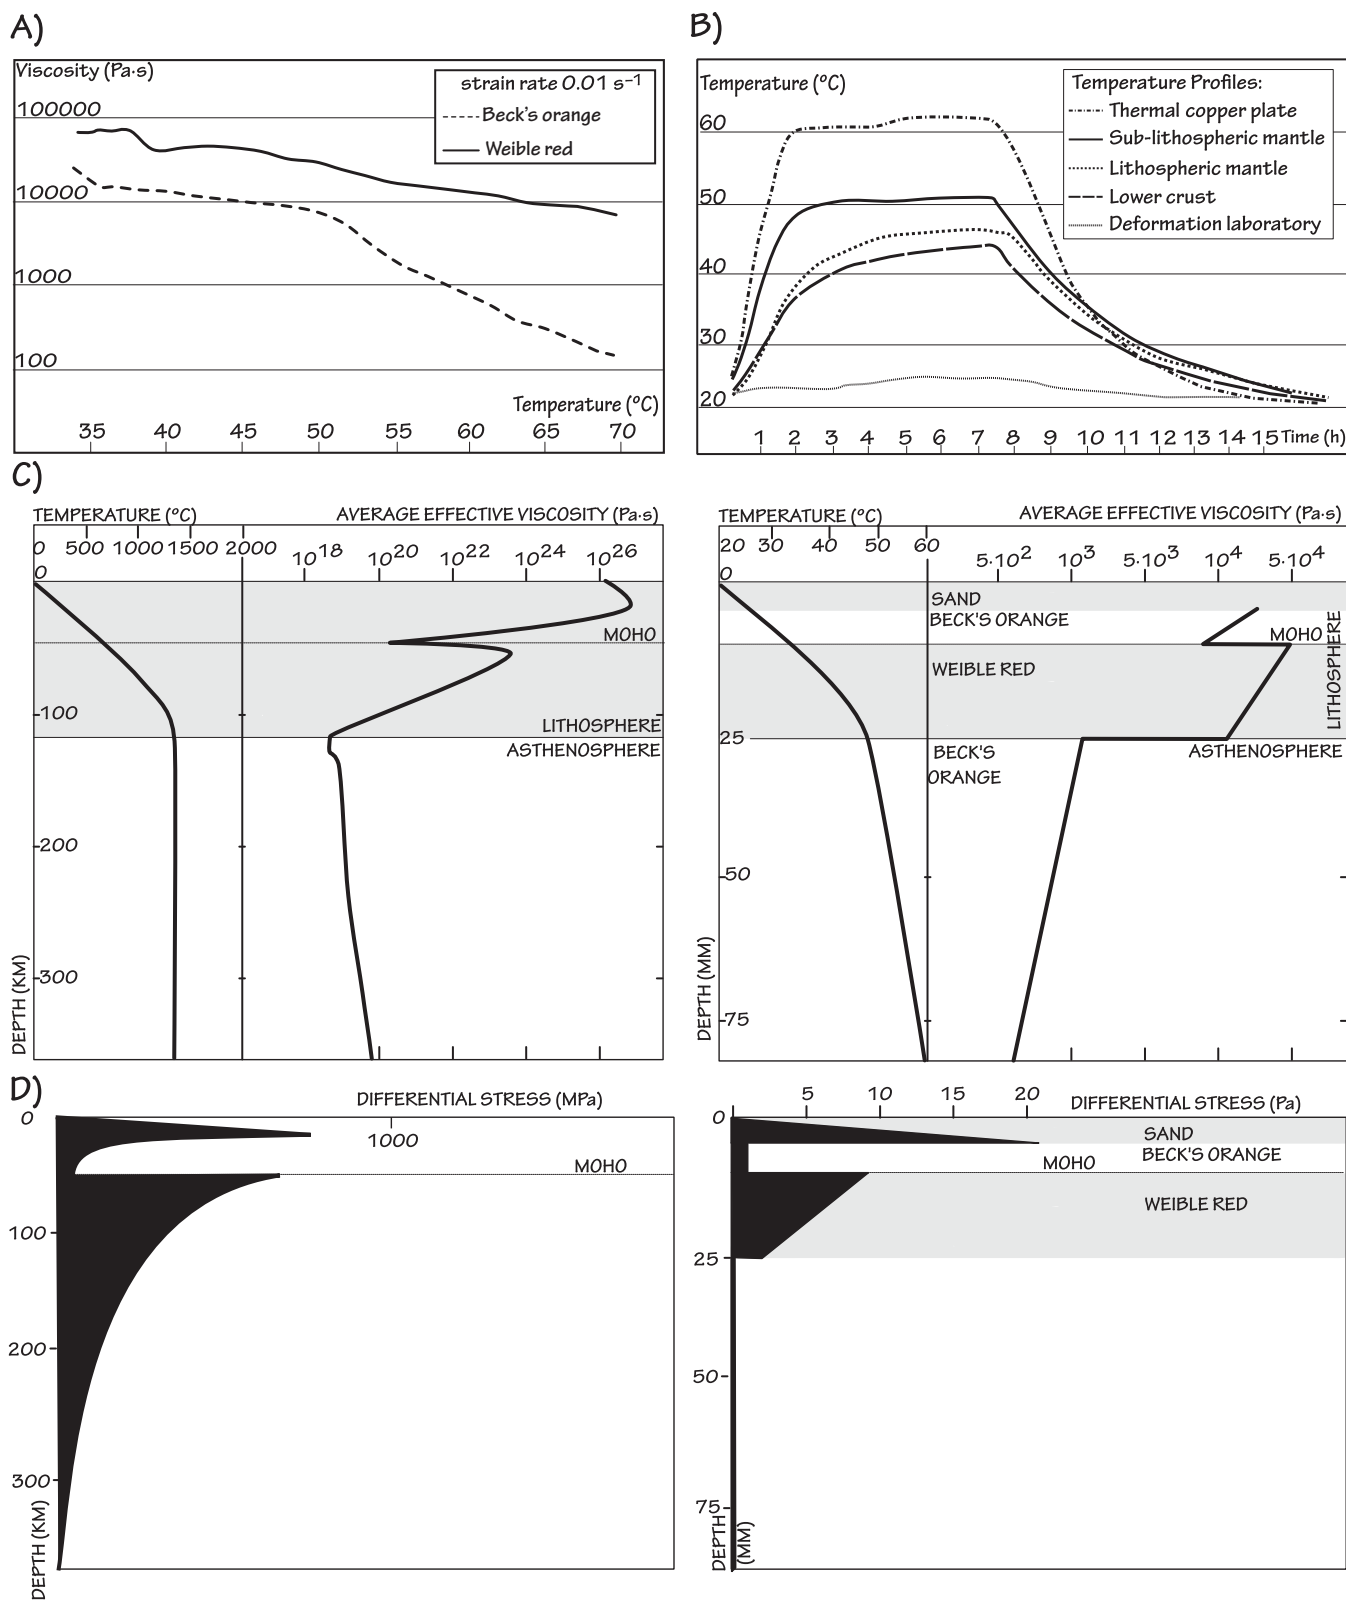 A)
Viscosity (Pa·s)
strain rate 0.01 s⁻¹
Beck's orange
Weible red
100000
10000
1000
100
Temperature (ºC)
35 40 45 50 55 60 65 70
B)
Temperature (ºC)
Temperature Profiles:
Thermal copper plate
Sub-lithospheric mantle
Lithospheric mantle
Lower crust
Deformation laboratory
60
50
40
30
20
1 2 3 4 5 6 7 8 9 10 11 12 13 14 15 Time (h)
C)
TEMPERATURE (ºC) AVERAGE EFFECTIVE VISCOSITY (Pa·s)
0 500 1000 1500 2000 10¹⁸ 10²⁰ 10²² 10²⁴ 10²⁶
0
MOHO
100
LITHOSPHERE
ASTHENOSPHERE
200
300
DEPTH (KM)
TEMPERATURE (ºC) AVERAGE EFFECTIVE VISCOSITY (Pa·s)
20 30 40 50 60 5·10² 10³ 5·10³ 10⁴ 5·10⁴
0
SAND
BECK'S ORANGE
MOHO
WEIBLE RED
LITHOSPHERE
25
BECK'S
ORANGE
ASTHENOSPHERE
50
75
DEPTH (MM)
D)
DIFFERENTIAL STRESS (MPa)
0
1000
MOHO
100
200
300
DEPTH (KM)
5 10 15 20
DIFFERENTIAL STRESS (Pa)
0
SAND
BECK'S ORANGE
MOHO
WEIBLE RED
25
50
75
DEPTH
(MM)